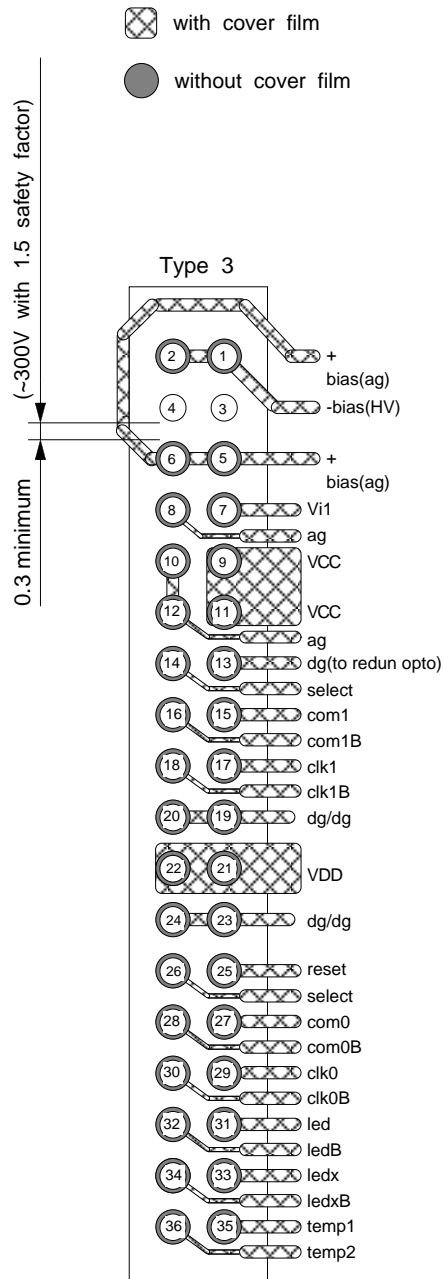 with cover film
without cover film
(~300V with 1.5 safety factor)
0.3 minimum
Type 3
2 1 +
bias(ag)
4 3 -bias(HV)
6 5 +
bias(ag)
8 7 Vi1
ag
10 9 VCC
12 11 VCC
ag
14 13 dg(to redun opto)
select
16 15 com1
com1B
18 17 clk1
clk1B
20 19 dg/dg
22 21 VDD
24 23 dg/dg
26 25 reset
select
28 27 com0
com0B
30 29 clk0
clk0B
32 31 led
ledB
34 33 ledx
ledxB
36 35 temp1
temp2